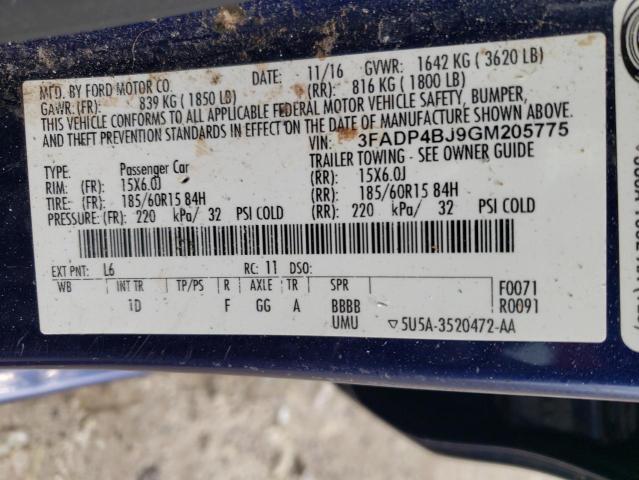 MFD. BY FORD MOTOR CO. DATE: 11/16 GVWR: 1642 KG ( 3620 LB)
GAWR:(FR): 839 KG ( 1850 LB) (RR): 816 KG ( 1800 LB)
THIS VEHICLE CONFORMS TO ALL APPLICABLE FEDERAL MOTOR VEHICLE SAFETY, BUMPER,
AND THEFT PREVENTION STANDARDS IN EFFECT ON THE DATE OF MANUFACTURE SHOWN ABOVE.
VIN: 3FADP4BJ9GM205775
TYPE: Passenger Car TRAILER TOWING - SEE OWNER GUIDE
RIM: (FR): 15X6.0J (RR): 15X6.0J
TIRE: (FR): 185/60R15 84H (RR): 185/60R15 84H
PRESSURE:(FR): 220 kPa/ 32 PSI COLD (RR): 220 kPa/ 32 PSI COLD
EXT PNT: L6 RC: 11 DSO:
WB INT TR TP/PS R AXLE TR SPR F0071
1D F GG A BBBB R0091
UMU ▽5U5A-3520472-AA